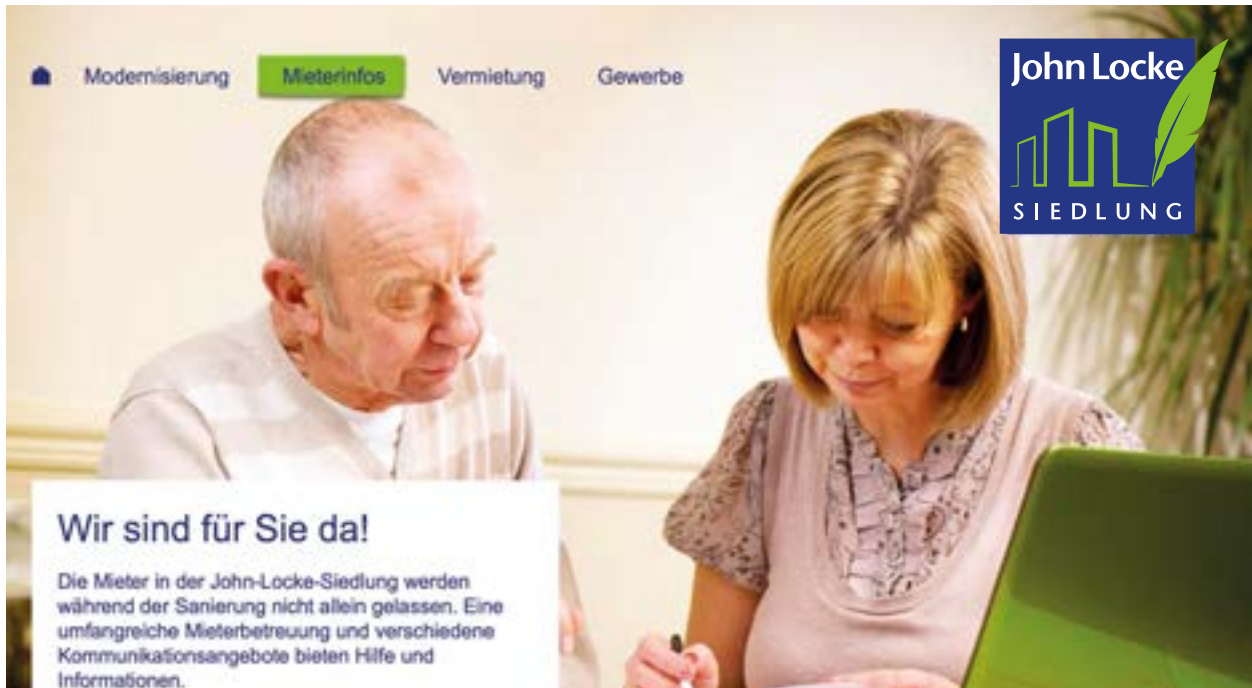 Modernisierung Mieterinfos Vermietung Gewerbe
John Locke
SIEDLUNG
Wir sind für Sie da!
Die Mieter in der John-Locke-Siedlung werden
während der Sanierung nicht allein gelassen. Eine
umfangreiche Mieterbetreuung und verschiedene
Kommunikationsangebote bieten Hilfe und
Informationen.